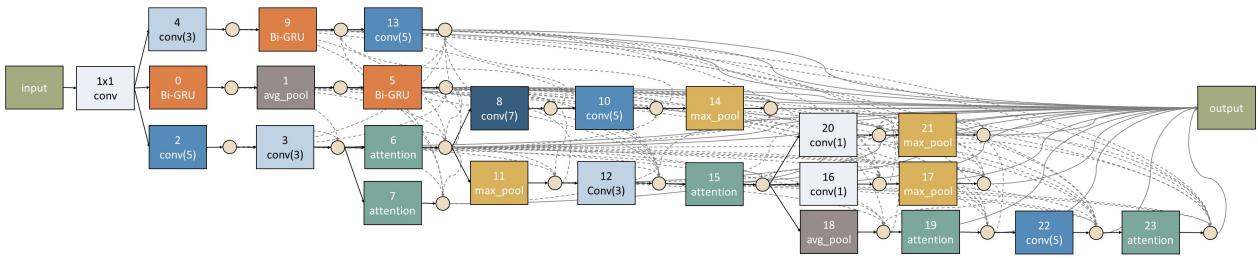 input
1x1
conv
4
conv(3)
9
Bi-GRU
13
conv(5)
0
Bi-GRU
1
avg_pool
5
Bi-GRU
2
conv(5)
3
conv(3)
6
attention
7
attention
8
conv(7)
10
conv(5)
14
max_pool
11
max_pool
12
Conv(3)
15
attention
20
conv(1)
21
max_pool
16
conv(1)
17
max_pool
18
avg_pool
19
attention
22
conv(5)
23
attention
output